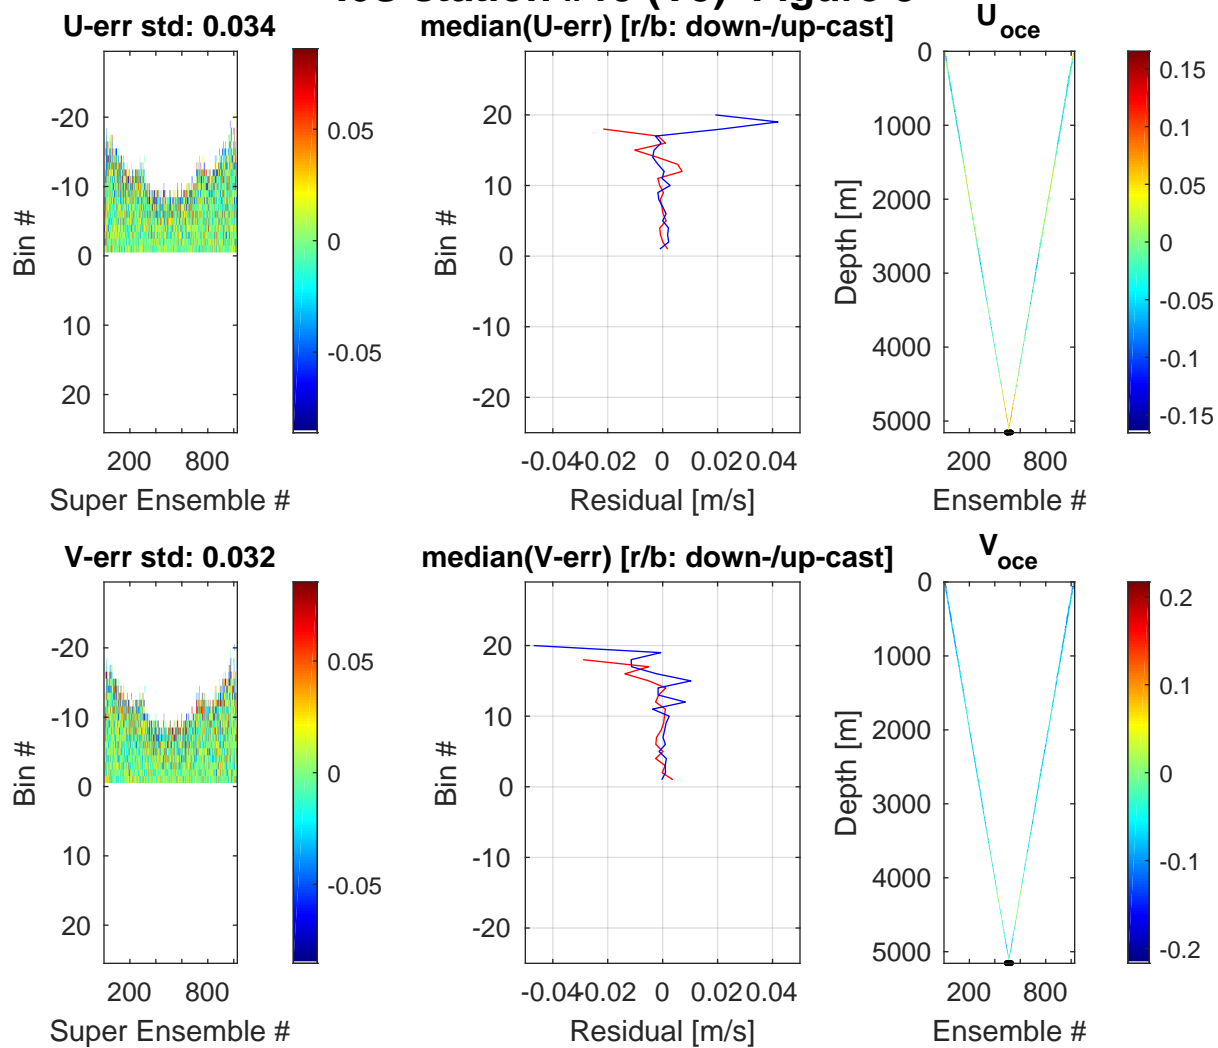 U-err std: 0.034
median(U-err) [r/b: down-/up-cast]
U oce
-20
-10
0
10
20
Bin #
200 800
Super Ensemble #
0.05
0
-0.05
20
10
0
-10
-20
Bin #
-0.04 -0.02 0 0.02 0.04
Residual [m/s]
0
1000
2000
3000
4000
5000
Depth [m]
200 800
Ensemble #
0.15
0.1
0.05
0
-0.05
-0.1
-0.15
V-err std: 0.032
median(V-err) [r/b: down-/up-cast]
V oce
-20
-10
0
10
20
Bin #
200 800
Super Ensemble #
0.05
0
-0.05
20
10
0
-10
-20
Bin #
-0.04 -0.02 0 0.02 0.04
Residual [m/s]
0
1000
2000
3000
4000
5000
Depth [m]
200 800
Ensemble #
0.2
0.1
0
-0.1
-0.2